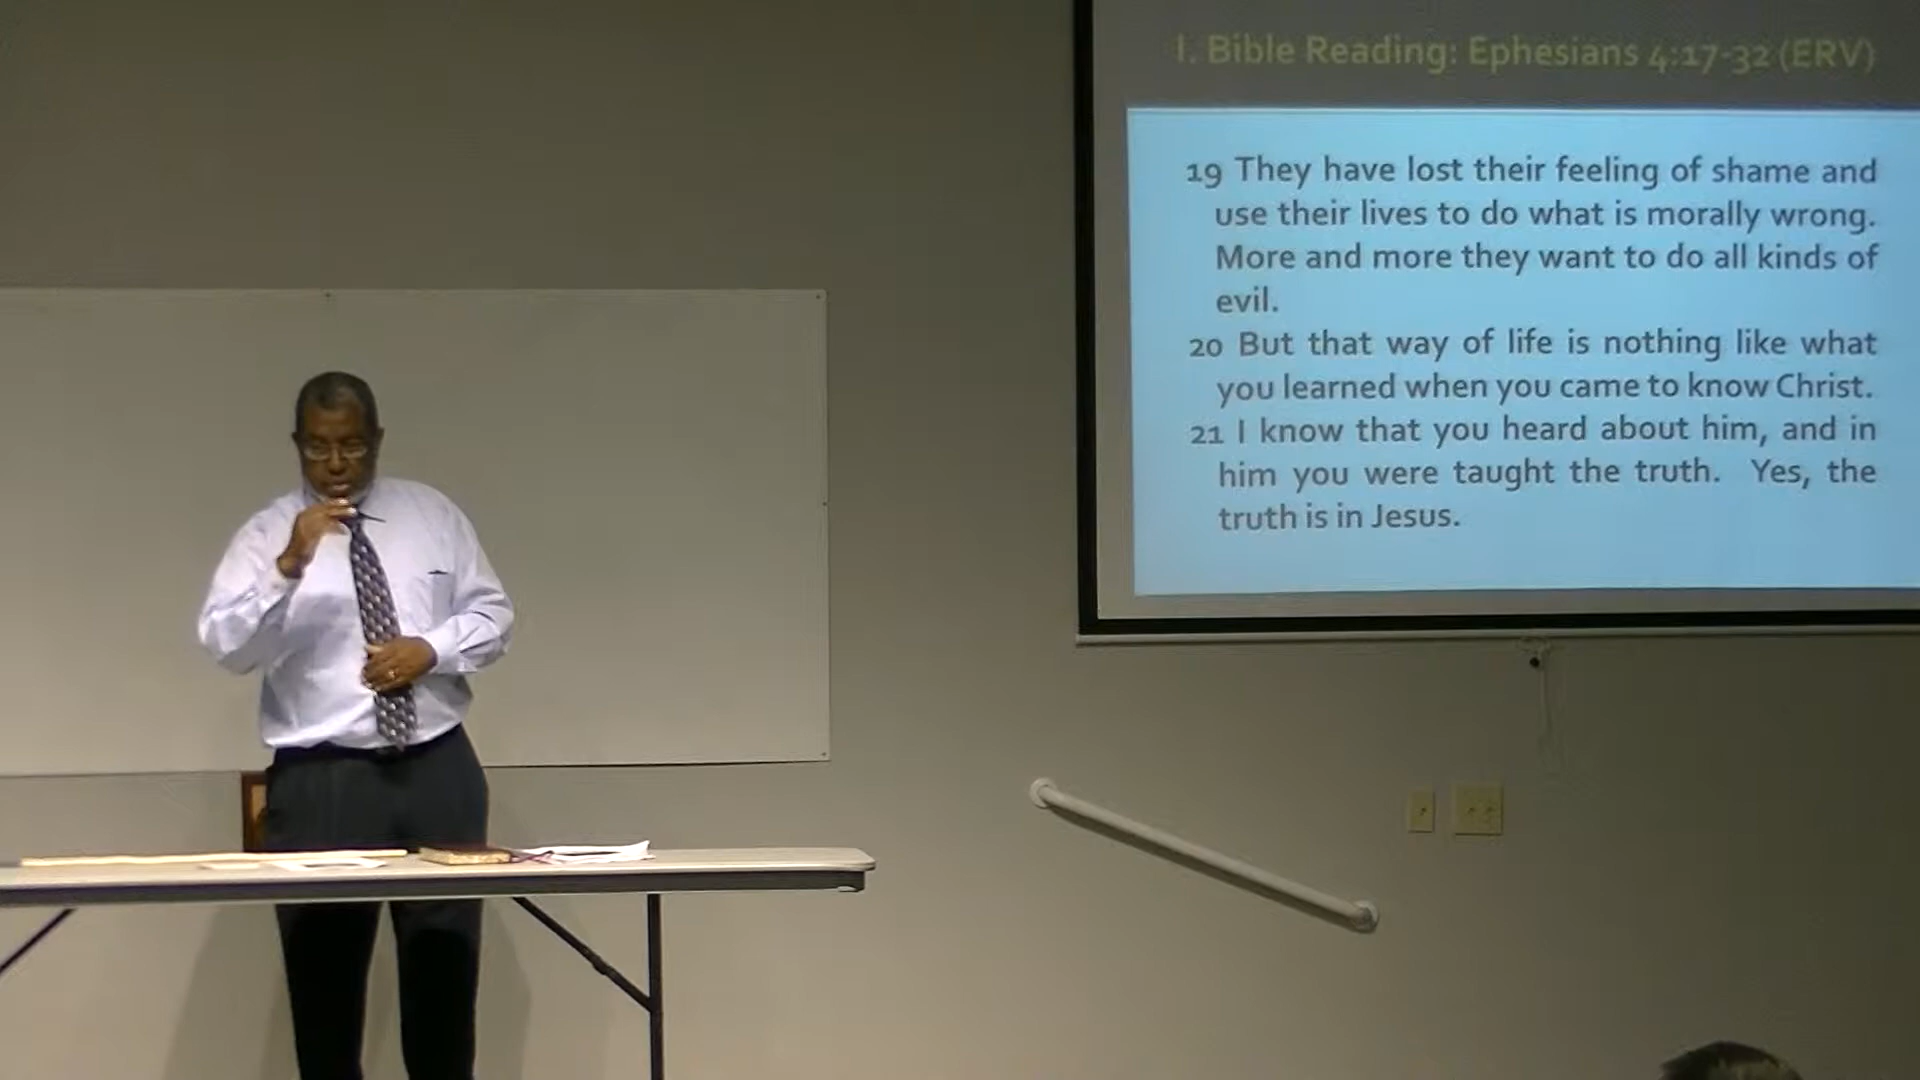 I. Bible Reading: Ephesians 4:17-32 (ERV)
19 They have lost their feeling of shame and
use their lives to do what is morally wrong.
More and more they want to do all kinds of
evil.
20 But that way of life is nothing like what
you learned when you came to know Christ.
21 I know that you heard about him, and in
him you were taught the truth. Yes, the
truth is in Jesus.